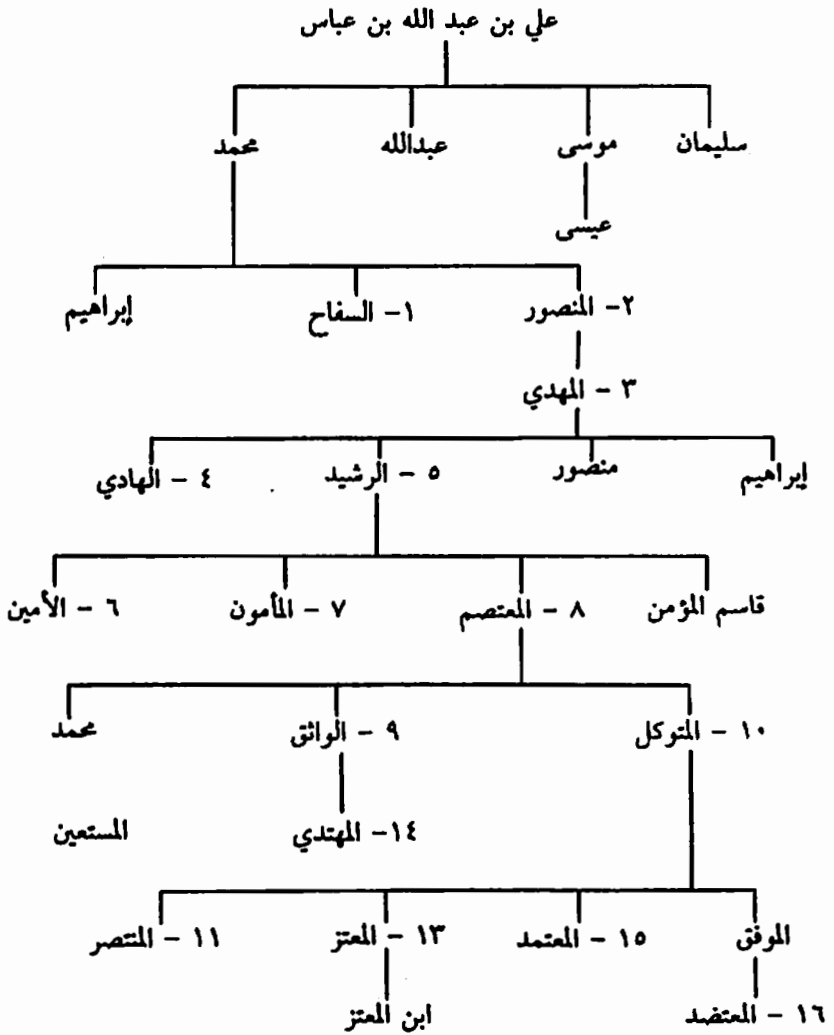 علي بن عبد الله بن عباس
سليمان موسى عبدالله محمد
عيسى
٢- المنصور ١- السفاح إبراهيم
٣ - المهدي
إبراهيم منصور ٥ - الرشيد ٤ - الهادي
قاسم المؤمن ٨ - المعتصم ٧ - المأمون ٦ - الأمين
١٠ - المتوكل ٩ - الواثق محمد
١٤- المهتدي المستعين
الموفق ١٥ - المعتمد ١٣ - المعتز ١١ - المنتصر
١٦ - المعتضد ابن المعتز